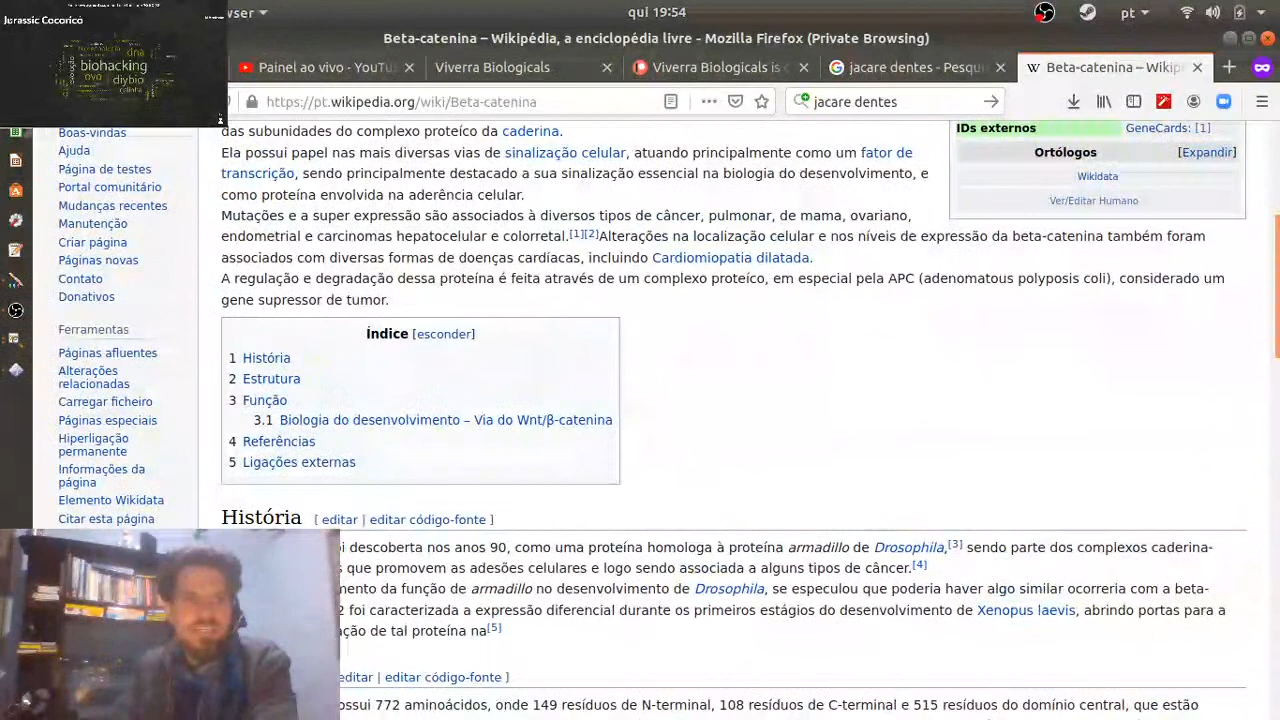 wser
qui 19:54
pt
Jurassic Cocoricó
dna
biohacking
ovo
diybio
galinha
Beta-catenina – Wikipédia, a enciclopédia livre - Mozilla Firefox (Private Browsing)
Painel ao vivo - YouTu
Viverra Biologicals
Viverra Biologicals is
jacare dentes - Pesqui
Beta-catenina – Wikip
https://pt.wikipedia.org/wiki/Beta-catenina
jacare dentes
Boas-vindas
Ajuda
Página de testes
Portal comunitário
Mudanças recentes
Manutenção
Criar página
Páginas novas
Contato
Donativos
Ferramentas
Páginas afluentes
Alterações
relacionadas
Carregar ficheiro
Páginas especiais
Hiperligação
permanente
Informações da
página
Elemento Wikidata
Citar esta página
das subunidades do complexo proteíco da caderina.
Ela possui papel nas mais diversas vias de sinalização celular, atuando principalmente como um fator de
transcrição, sendo principalmente destacado a sua sinalização essencial na biologia do desenvolvimento, e
como proteína envolvida na aderência celular.
Mutações e a super expressão são associados à diversos tipos de câncer, pulmonar, de mama, ovariano,
endometrial e carcinomas hepatocelular e colorretal.[1][2]Alterações na localização celular e nos níveis de expressão da beta-catenina também foram
associados com diversas formas de doenças cardíacas, incluindo Cardiomiopatia dilatada.
A regulação e degradação dessa proteína é feita através de um complexo proteíco, em especial pela APC (adenomatous polyposis coli), considerado um
gene supressor de tumor.
IDs externos GeneCards: [1]
Ortólogos [Expandir]
Wikidata
Ver/Editar Humano
Índice [esconder]
1 História
2 Estrutura
3 Função
3.1 Biologia do desenvolvimento – Via do Wnt/β-catenina
4 Referências
5 Ligações externas
História [ editar | editar código-fonte ]
i descoberta nos anos 90, como uma proteína homologa à proteína armadillo de Drosophila,[3] sendo parte dos complexos caderina-
que promovem as adesões celulares e logo sendo associada a alguns tipos de câncer.[4]
mento da função de armadillo no desenvolvimento de Drosophila, se especulou que poderia haver algo similar ocorreria com a beta-
2 foi caracterizada a expressão diferencial durante os primeiros estágios do desenvolvimento de Xenopus laevis, abrindo portas para a
ação de tal proteína na[5]
editar | editar código-fonte ]
ossui 772 aminoácidos, onde 149 resíduos de N-terminal, 108 resíduos de C-terminal e 515 resíduos do domínio central, que estão